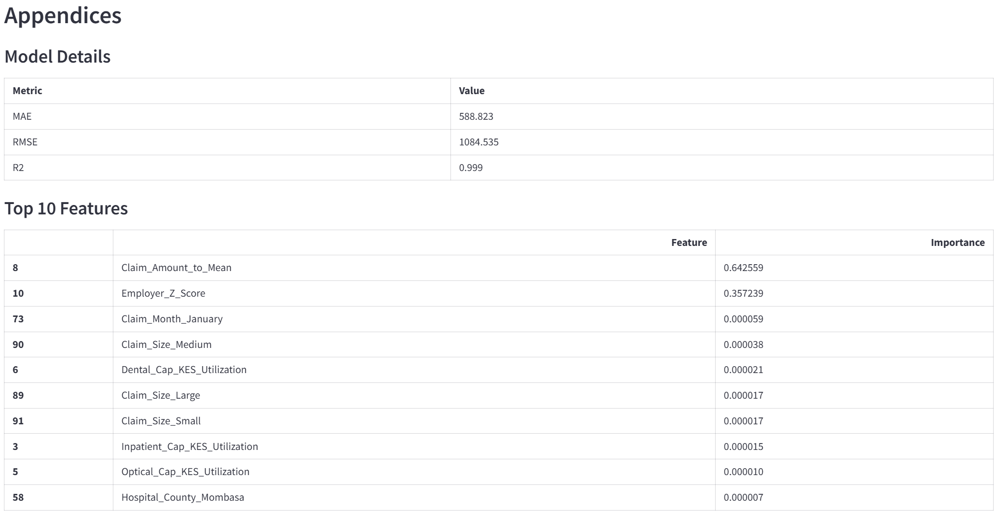 Appendices
Model Details
Metric Value
MAE 588.823
RMSE 1084.535
R2 0.999
Top 10 Features
Feature Importance
8 Claim_Amount_to_Mean 0.642559
10 Employer_Z_Score 0.357239
73 Claim_Month_January 0.000059
90 Claim_Size_Medium 0.000038
6 Dental_Cap_KES_Utilization 0.000021
89 Claim_Size_Large 0.000017
91 Claim_Size_Small 0.000017
3 Inpatient_Cap_KES_Utilization 0.000015
5 Optical_Cap_KES_Utilization 0.000010
58 Hospital_County_Mombasa 0.000007